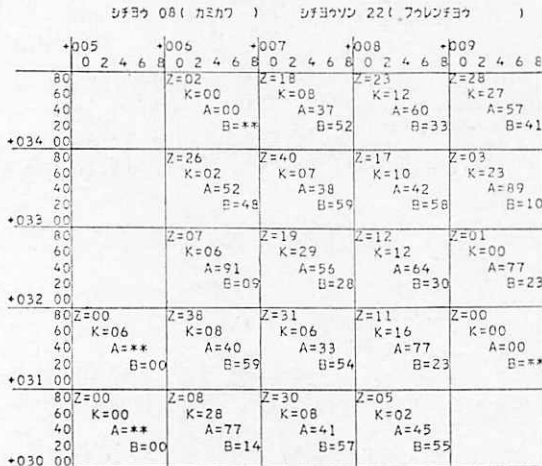 シチヨウ 08( カミカワ ) シチヨウソン 22( フウレンチヨウ )
+005 +006 +007 +008 +009
0 2 4 6 8 0 2 4 6 8 0 2 4 6 8 0 2 4 6 8 0 2 4 6 8
80 Z=02 Z=18 Z=23 Z=28
60 K=00 K=08 K=12 K=27
40 A=00 A=37 A=60 A=57
20 B=** B=52 B=33 B=41
+034 00
80 Z=26 Z=40 Z=17 Z=03
60 K=02 K=07 K=10 K=23
40 A=52 A=38 A=42 A=89
20 B=48 B=59 B=58 B=10
+033 00
80 Z=07 Z=19 Z=12 Z=01
60 K=06 K=29 K=12 K=00
40 A=91 A=56 A=64 A=77
20 B=09 B=28 B=30 B=23
+032 00
80 Z=00 Z=38 Z=31 Z=11 Z=00
60 K=06 K=08 K=06 K=16 K=00
40 A=** A=40 A=33 A=77 A=00
20 B=00 B=59 B=54 B=23 B=**
+031 00
80 Z=00 Z=08 Z=30 Z=05
60 K=00 K=28 K=08 K=02
40 A=** A=77 A=41 A=45
20 B=00 B=14 B=57 B=55
+030 00